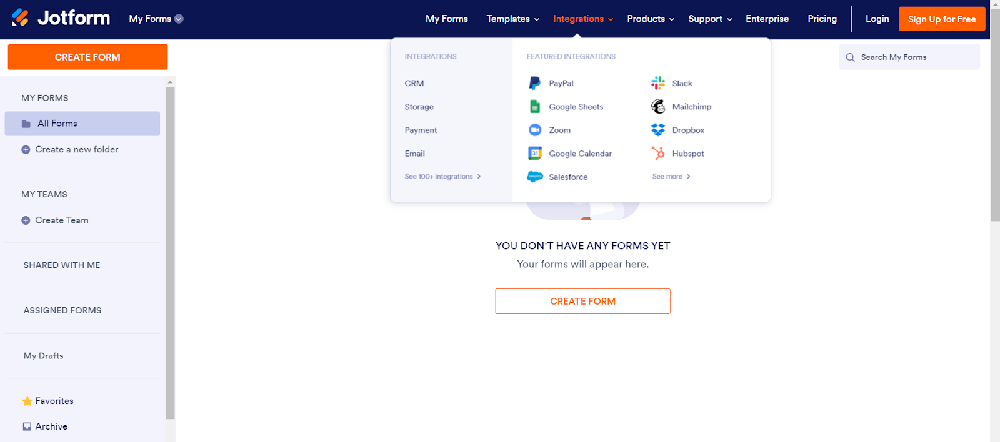 Jotform My Forms My Forms Templates Integrations Products Support Enterprise Pricing Login Sign Up for Free
CREATE FORM
Search My Forms
MY FORMS
All Forms
Create a new folder
MY TEAMS
Create Team
SHARED WITH ME
ASSIGNED FORMS
My Drafts
Favorites
Archive
INTEGRATIONS
CRM
Storage
Payment
Email
See 100+ integrations
FEATURED INTEGRATIONS
PayPal
Google Sheets
Zoom
31 Google Calendar
Salesforce
Slack
Mailchimp
Dropbox
Hubspot
See more
YOU DON'T HAVE ANY FORMS YET
Your forms will appear here.
CREATE FORM